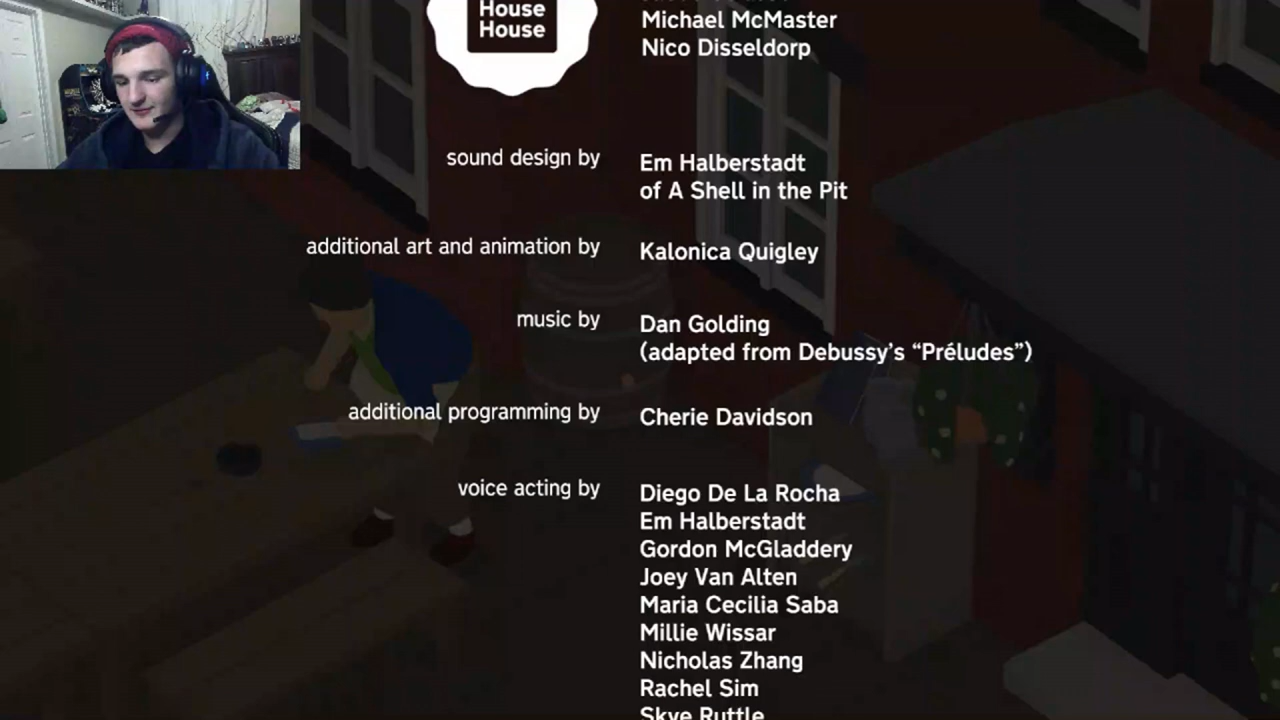 House
House
Michael McMaster
Nico Disseldorp
sound design by
Em Halberstadt
of A Shell in the Pit
additional art and animation by
Kalonica Quigley
music by
Dan Golding
(adapted from Debussy's “Préludes”)
additional programming by
Cherie Davidson
voice acting by
Diego De La Rocha
Em Halberstadt
Gordon McGladdery
Joey Van Alten
Maria Cecilia Saba
Millie Wissar
Nicholas Zhang
Rachel Sim
Skye Ruttle